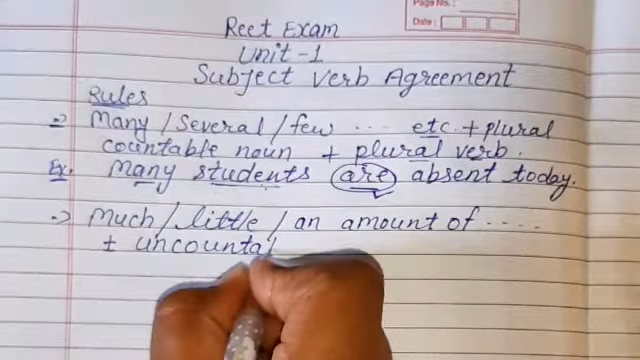 Page No.:
Date :
Reet Exam
Unit - 1
Subject verb Agreement
Rules
⇒ Many / Several / few ... etc. + plural
countable noun + plural verb.
Ex. Many students are absent today.
⇒ Much / little / an amount of ....
+ uncountal